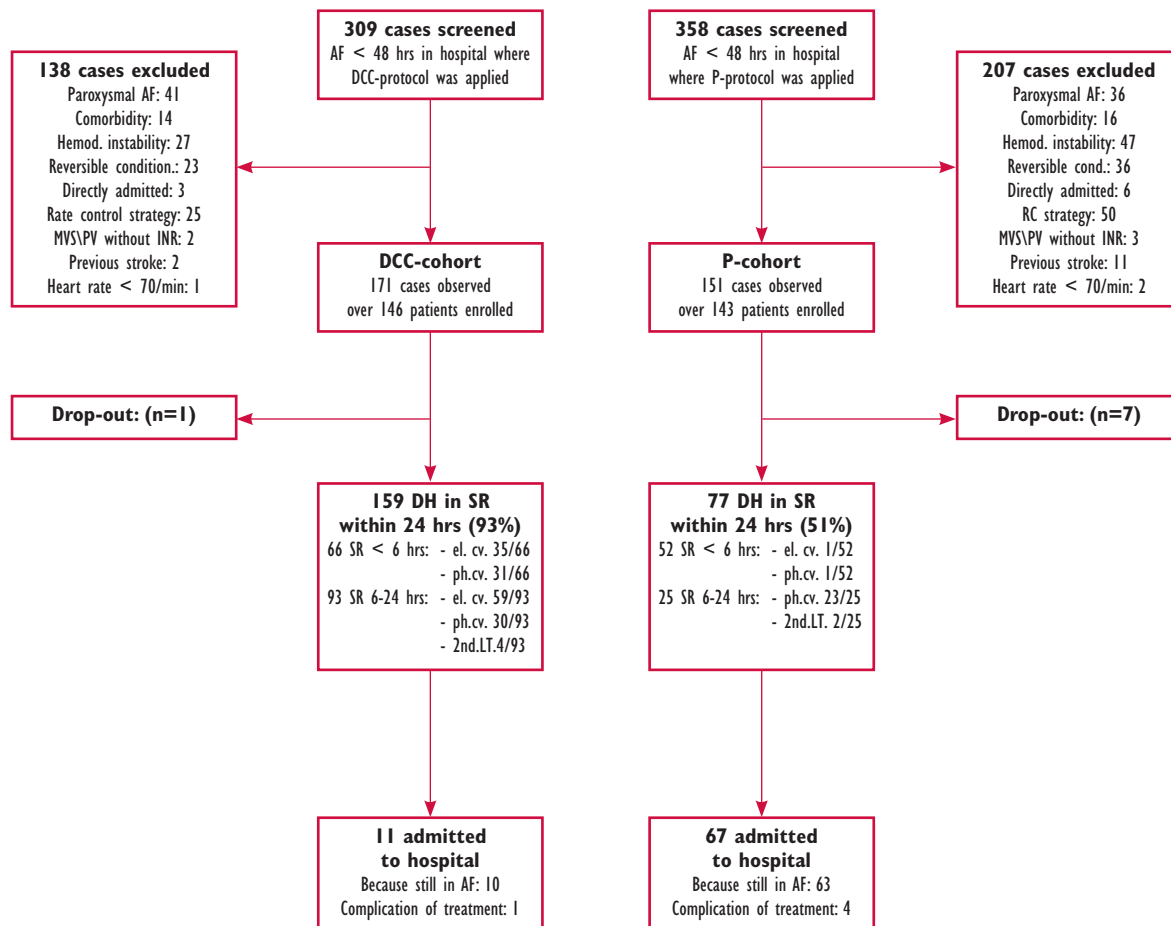 309 cases screened
AF < 48 hrs in hospital where
DCC-protocol was applied
358 cases screened
AF < 48 hrs in hospital
where P-protocol was applied
138 cases excluded
Paroxysmal AF: 41
Comorbidity: 14
Hemod. instability: 27
Reversible condition.: 23
Directly admitted: 3
Rate control strategy: 25
MVS\PV without INR: 2
Previous stroke: 2
Heart rate < 70/min: 1
207 cases excluded
Paroxysmal AF: 36
Comorbidity: 16
Hemod. instability: 47
Reversible cond.: 36
Directly admitted: 6
RC strategy: 50
MVS\PV without INR: 3
Previous stroke: 11
Heart rate < 70/min: 2
DCC-cohort
171 cases observed
over 146 patients enrolled
P-cohort
151 cases observed
over 143 patients enrolled
Drop-out: (n=1)
Drop-out: (n=7)
159 DH in SR
within 24 hrs (93%)
66 SR < 6 hrs: - el. cv. 35/66
- ph.cv. 31/66
93 SR 6-24 hrs: - el. cv. 59/93
- ph.cv. 30/93
- 2nd.LT.4/93
77 DH in SR
within 24 hrs (51%)
52 SR < 6 hrs: - el. cv. 1/52
- ph.cv. 1/52
25 SR 6-24 hrs: - ph.cv. 23/25
- 2nd.LT. 2/25
11 admitted
to hospital
Because still in AF: 10
Complication of treatment: 1
67 admitted
to hospital
Because still in AF: 63
Complication of treatment: 4